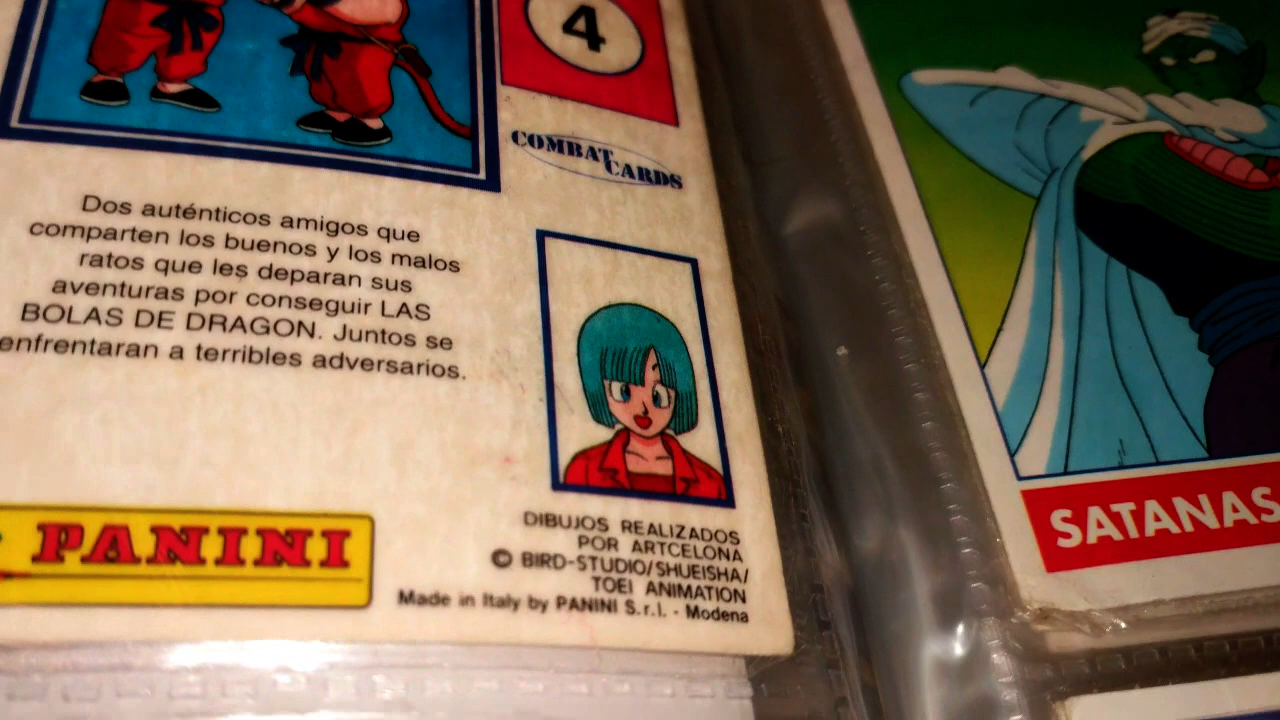 4
COMBAT
CARDS
Dos auténticos amigos que
comparten los buenos y los malos
ratos que les deparan sus
aventuras por conseguir LAS
BOLAS DE DRAGON. Juntos se
enfrentaran a terribles adversarios.
PANINI
DIBUJOS REALIZADOS
POR ARTCELONA
© BIRD-STUDIO/SHUEISHA/
TOEI ANIMATION
Made in Italy by PANINI S.r.l. - Modena
SATANAS